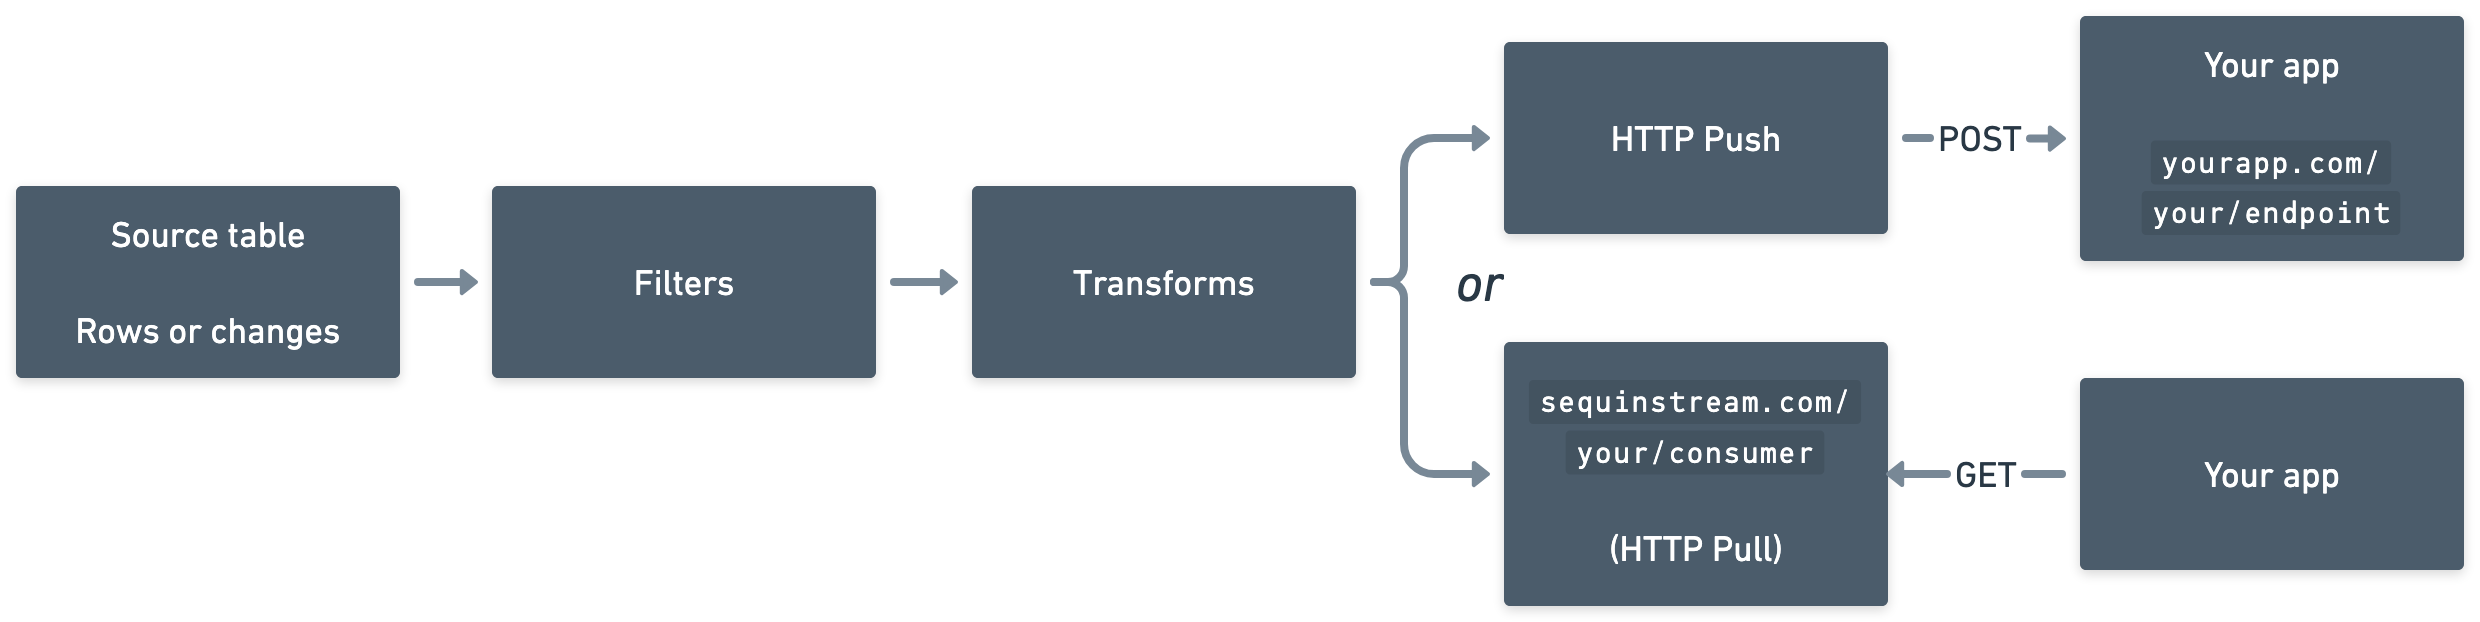 Source table
Rows or changes
Filters
Transforms
or
HTTP Push
POST
Your app
yourapp.com/
your/endpoint
sequinstream.com/
your/consumer
(HTTP Pull)
GET
Your app